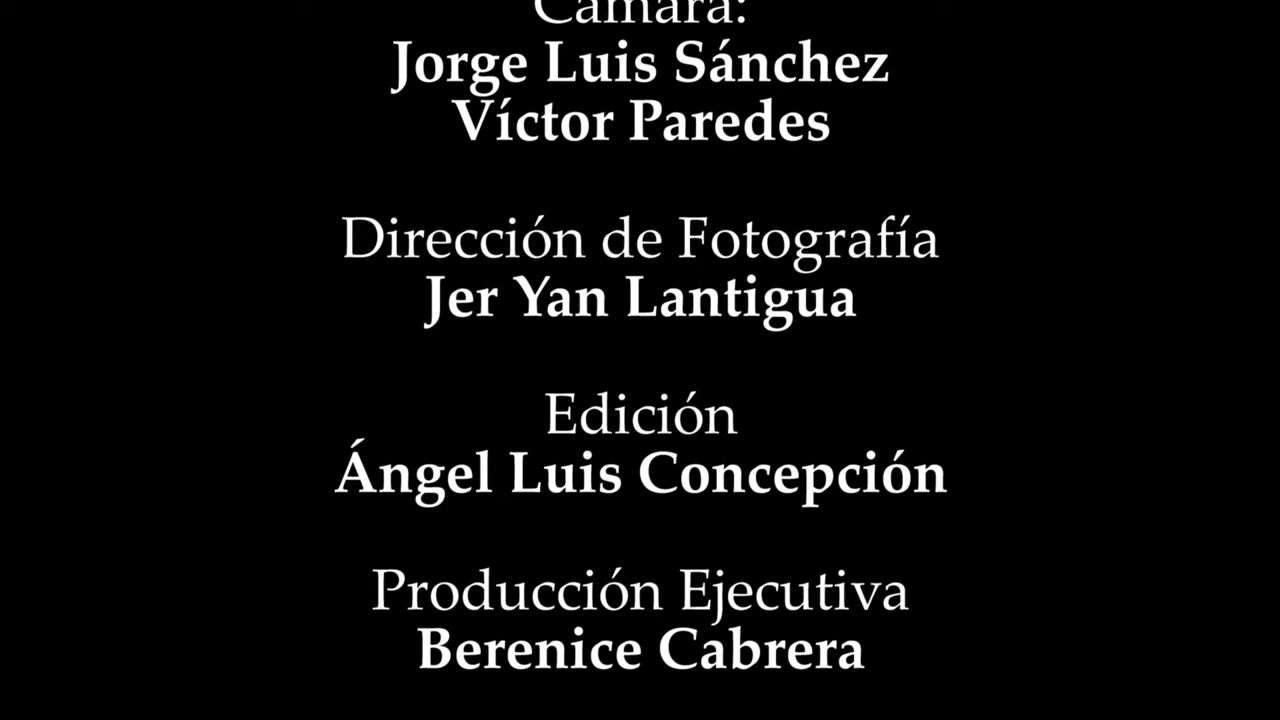 Cámara:
Jorge Luis Sánchez
Víctor Paredes
Dirección de Fotografía
Jer Yan Lantigua
Edición
Ángel Luis Concepción
Producción Ejecutiva
Berenice Cabrera